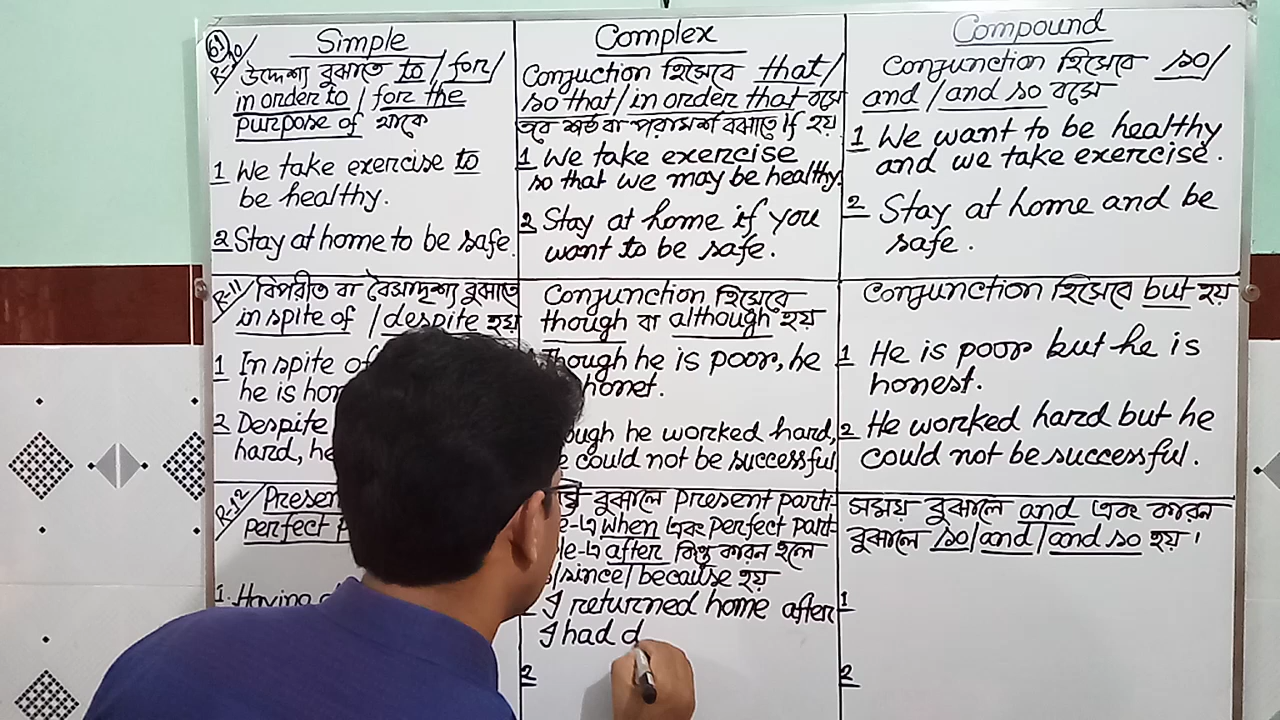 61
Simple
R-10
উদ্দেশ্য বুঝাতে to / for/
in order to / for the
purpose of থাকে
1 We take exercise to
be healthy.
2 Stay at home to be safe.
Complex
Conjuction হিসেবে that/
so that / in order that বসে
তবে শর্ত বা পরামর্শ বঝাতে if হয়
1 We take exercise
so that we may be healthy.
2 Stay at home if you
want to be safe.
Compound
Conjunction হিসেবে so/
and / and so বসে
1 We want to be healthy
and we take exercise.
2 Stay at home and be
safe.
R-11
বিপরীত বা বৈসাদৃশ্য বুঝাতে
in spite of / despite হয়
1 In spite of
he is
2 Despite
hard, he
Conjunction হিসেবে
though বা although হয়
though he is poor, he
honet.
he worked hard,
could not be successful
Conjunction হিসেবে but হয়
1 He is poor but he is
honest.
2 He worked hard but he
could not be successful.
R-12
perfect
1. Having
বুঝালে present parti-
when এবং perfect parti-
after কিন্তু কারন হলে
/since/ because হয়
I returned home after
I had d
2
সময় বুঝালে and এবং কারন
বুঝালে so/and/and so হয়।
1
2